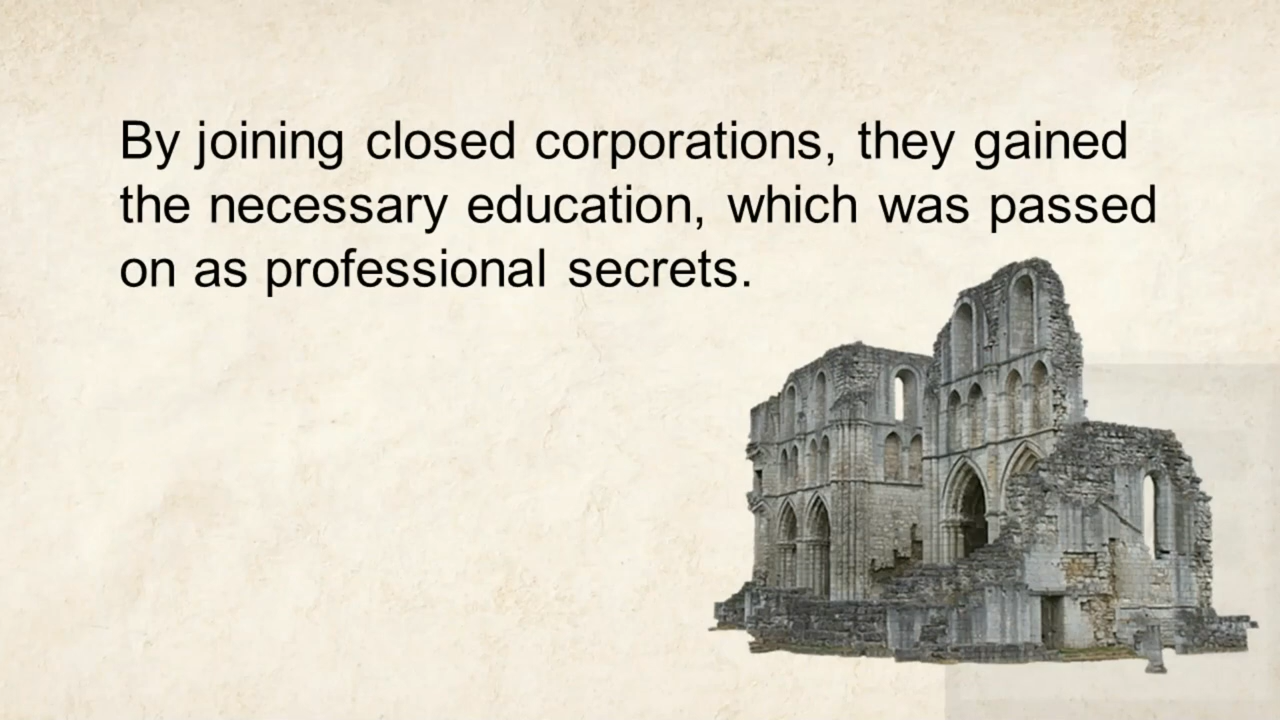 By joining closed corporations, they gained
the necessary education, which was passed
on as professional secrets.